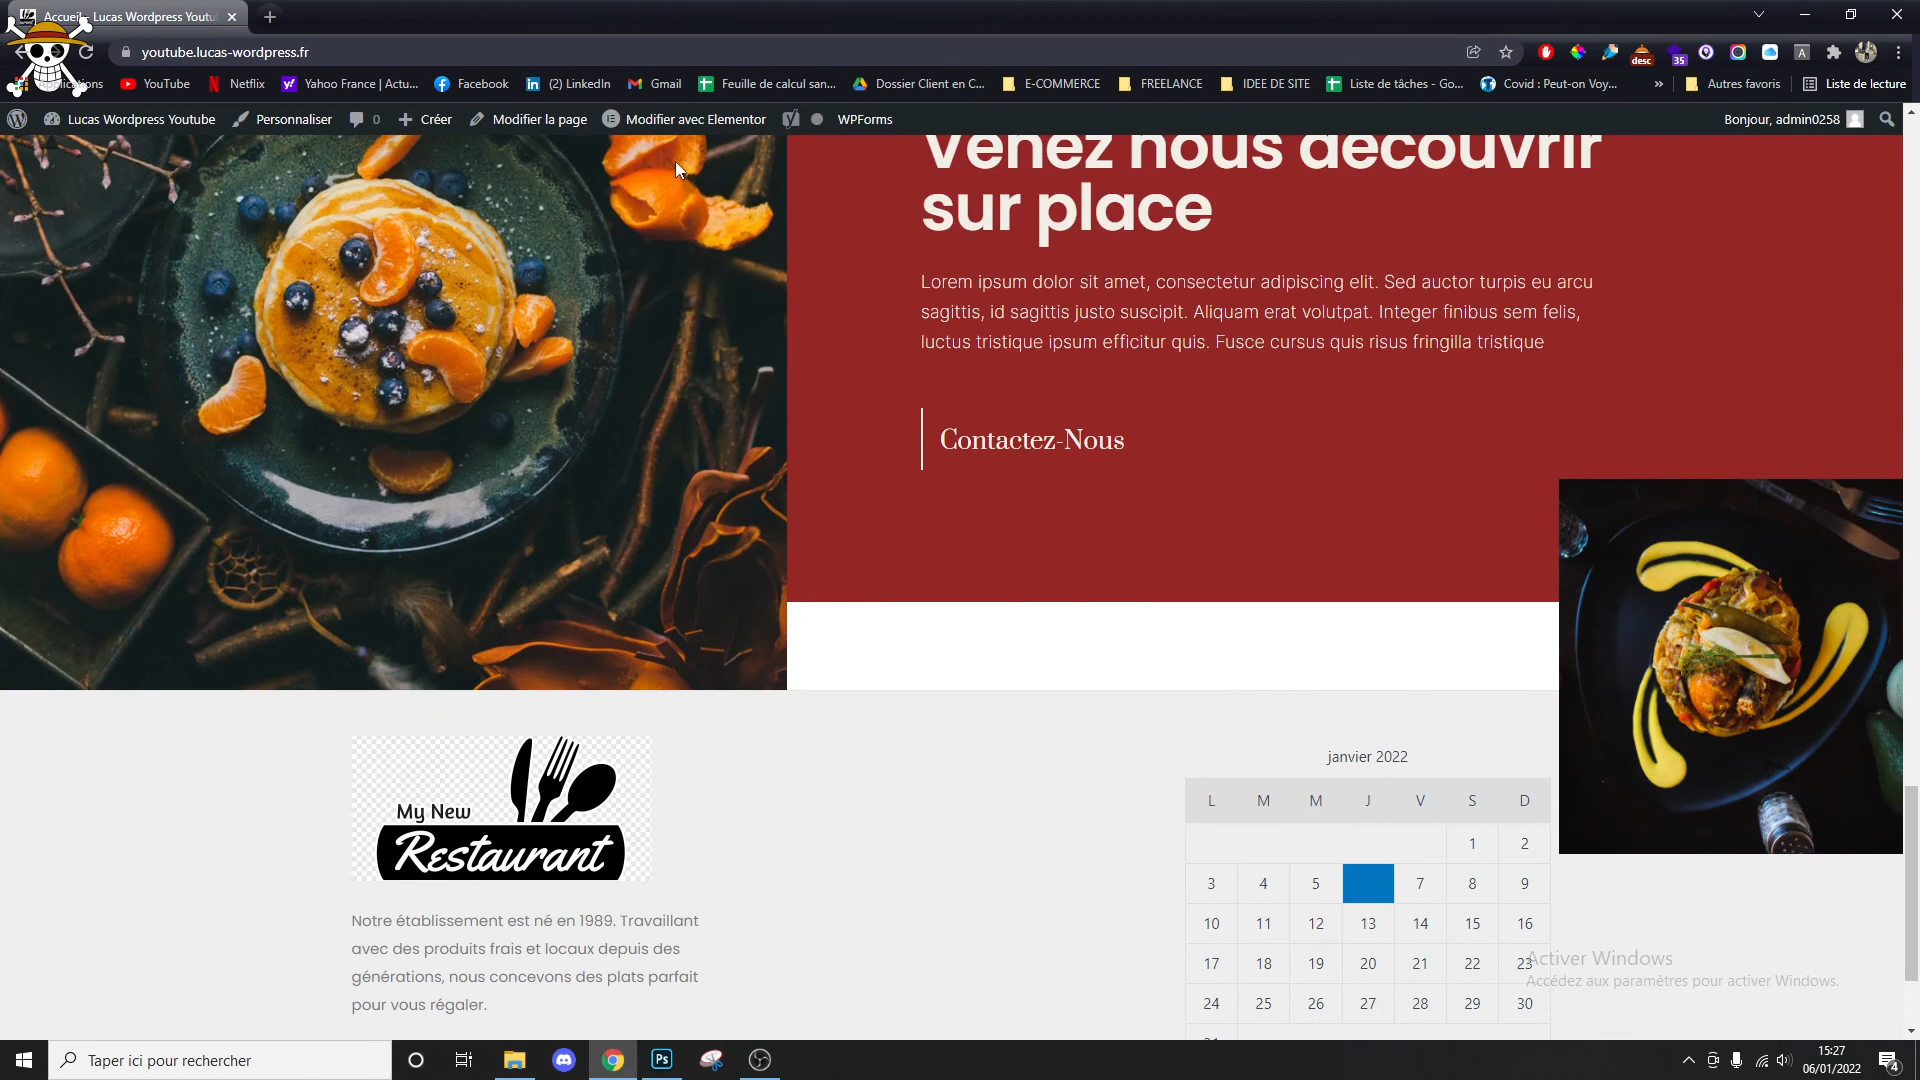 Accueil - Lucas Wordpress Youtu
youtube.lucas-wordpress.fr
desc
35
A
YouTube
Netflix
Yahoo France | Actu...
Facebook
(2) LinkedIn
Gmail
Feuille de calcul san...
Dossier Client en C...
E-COMMERCE
FREELANCE
IDEE DE SITE
Liste de tâches - Go...
Covid : Peut-on Voy...
»
Autres favoris
Liste de lecture
Lucas Wordpress Youtube
Personnaliser
0
Créer
Modifier la page
Modifier avec Elementor
WPForms
Bonjour, admin0258
Venez nous découvrir
sur place
Lorem ipsum dolor sit amet, consectetur adipiscing elit. Sed auctor turpis eu arcu
sagittis, id sagittis justo suscipit. Aliquam erat volutpat. Integer finibus sem felis,
luctus tristique ipsum efficitur quis. Fusce cursus quis risus fringilla tristique
Contactez-Nous
My New
Restaurant
Notre établissement est né en 1989. Travaillant
avec des produits frais et locaux depuis des
générations, nous concevons des plats parfait
pour vous régaler.
janvier 2022
L M M J V S D
1 2
3 4 5 7 8 9
10 11 12 13 14 15 16
17 18 19 20 21 22 23
24 25 26 27 28 29 30
Activer Windows
Accédez aux paramètres pour activer Windows.
Taper ici pour rechercher
Ps
15:27
06/01/2022
4